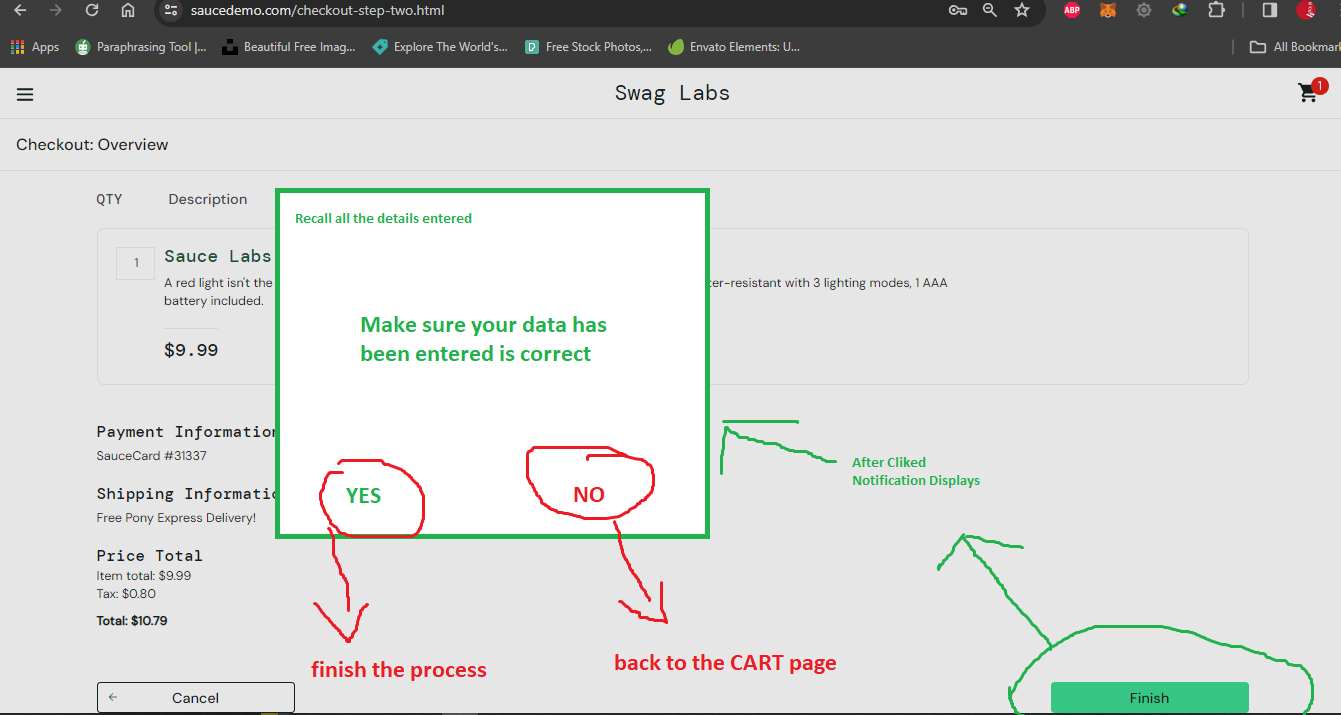 saucedemo.com/checkout-step-two.html
ABP
Apps
Paraphrasing Tool |...
Beautiful Free Imag...
Explore The World's...
Free Stock Photos,...
Envato Elements: U...
All Bookmar
Swag Labs
1
Checkout: Overview
QTY
Description
Recall all the details entered
1
Sauce Labs
A red light isn't the
ter-resistant with 3 lighting modes, 1 AAA
battery included.
$9.99
Make sure your data has
been entered is correct
Payment Information
SauceCard #31337
After Cliked
Notification Displays
Shipping Informatio
Free Pony Express Delivery!
YES
NO
Price Total
Item total: $9.99
Tax: $0.80
Total: $10.79
finish the process
back to the CART page
Cancel
Finish